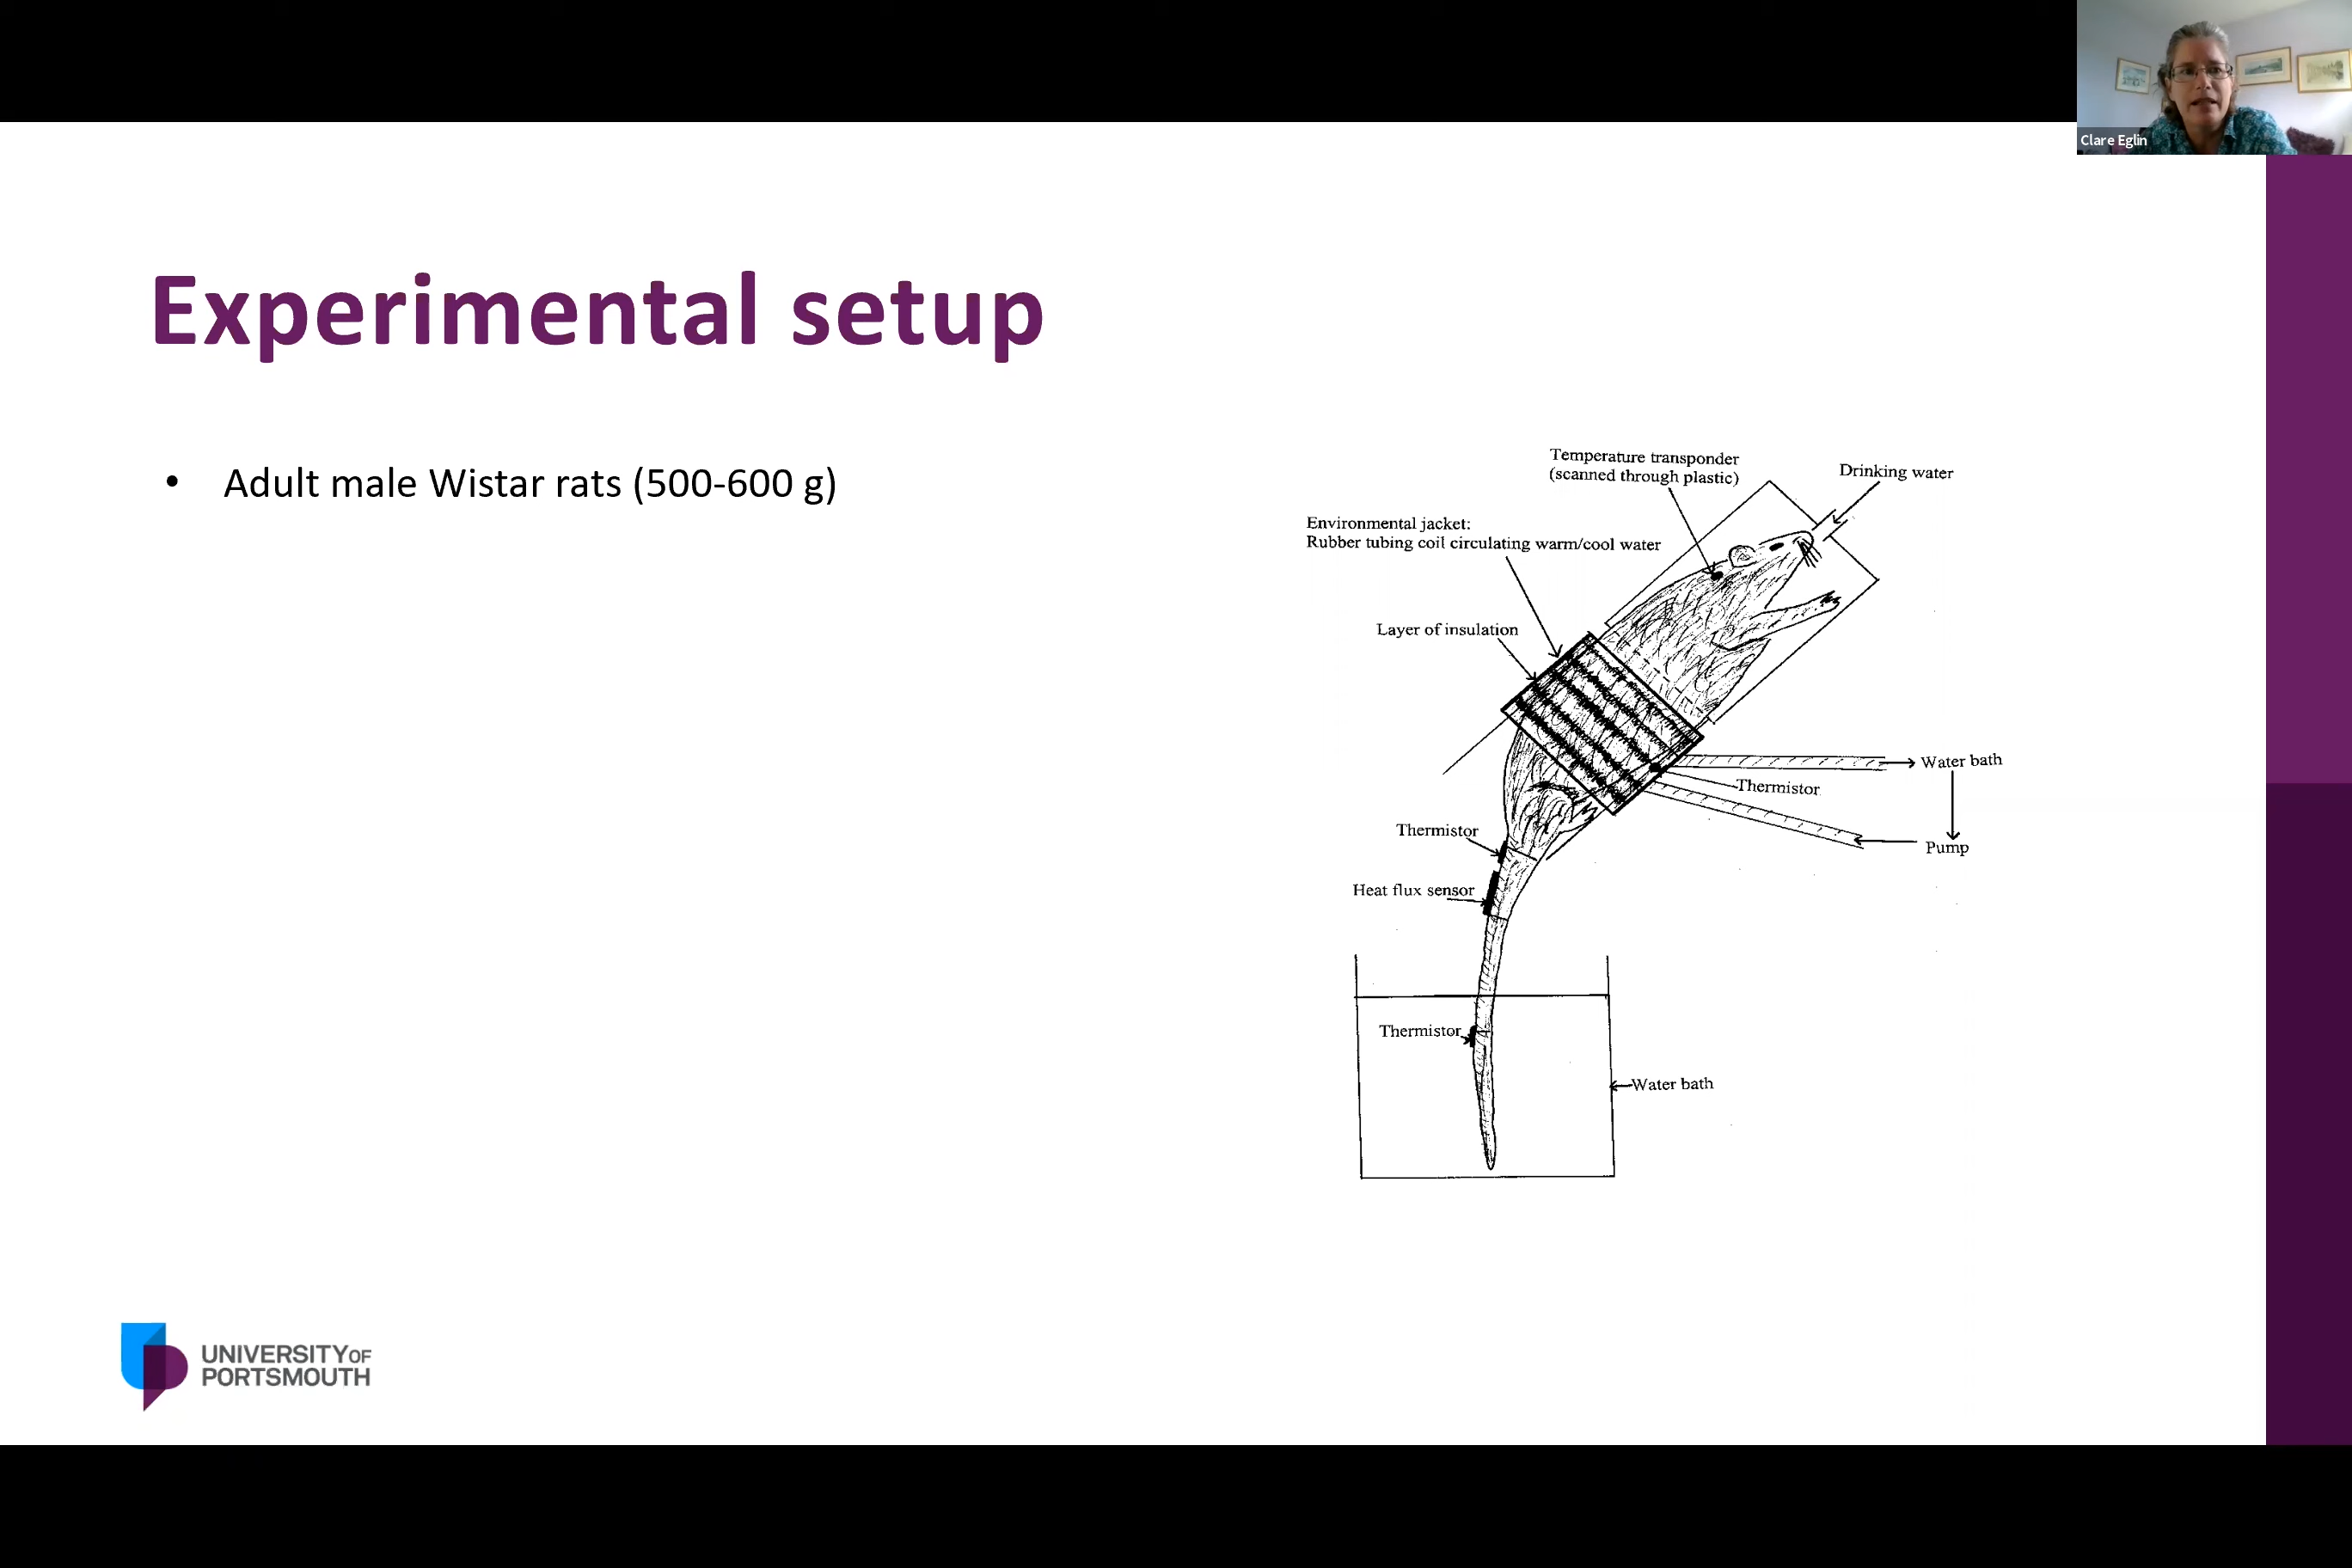 Clare Eglin
Experimental setup
• Adult male Wistar rats (500-600 g)
Temperature transponder
(scanned through plastic)
Drinking water
Environmental jacket:
Rubber tubing coil circulating warm/cool water
Layer of insulation
Water bath
Thermistor
Thermistor
Pump
Heat flux sensor
Thermistor
Water bath
UNIVERSITY OF
PORTSMOUTH